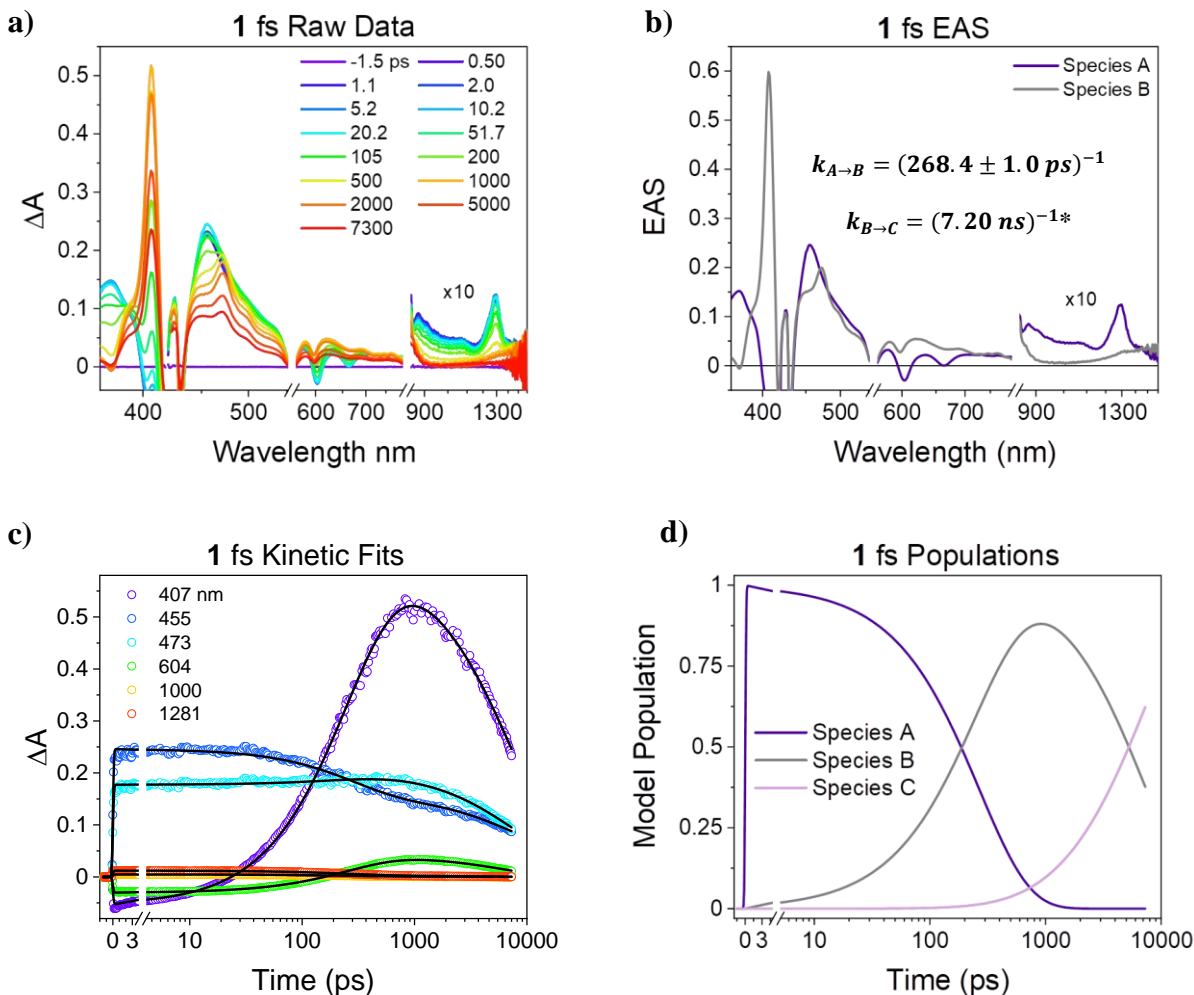 a)
1 fs Raw Data
-1.5 ps 0.50
1.1 2.0
5.2 10.2
20.2 51.7
105 200
500 1000
2000 5000
7300
x10
0.5
0.4
0.3
0.2
0.1
0
ΔA
400 500 600 700 900 1300
Wavelength nm
b)
1 fs EAS
Species A
Species B
k_{A→B} = (268.4 ± 1.0 ps)^{-1}
k_{B→C} = (7.20 ns)^{-1*}
x10
0.6
0.5
0.4
0.3
0.2
0.1
0.0
EAS
400 500 600 700 900 1300
Wavelength (nm)
c)
1 fs Kinetic Fits
407 nm
455
473
604
1000
1281
0.5
0.4
0.3
0.2
0.1
0
ΔA
0 3 10 100 1000 10000
Time (ps)
d)
1 fs Populations
Species A
Species B
Species C
1
0.75
0.5
0.25
0
Model Population
0 3 10 100 1000 10000
Time (ps)